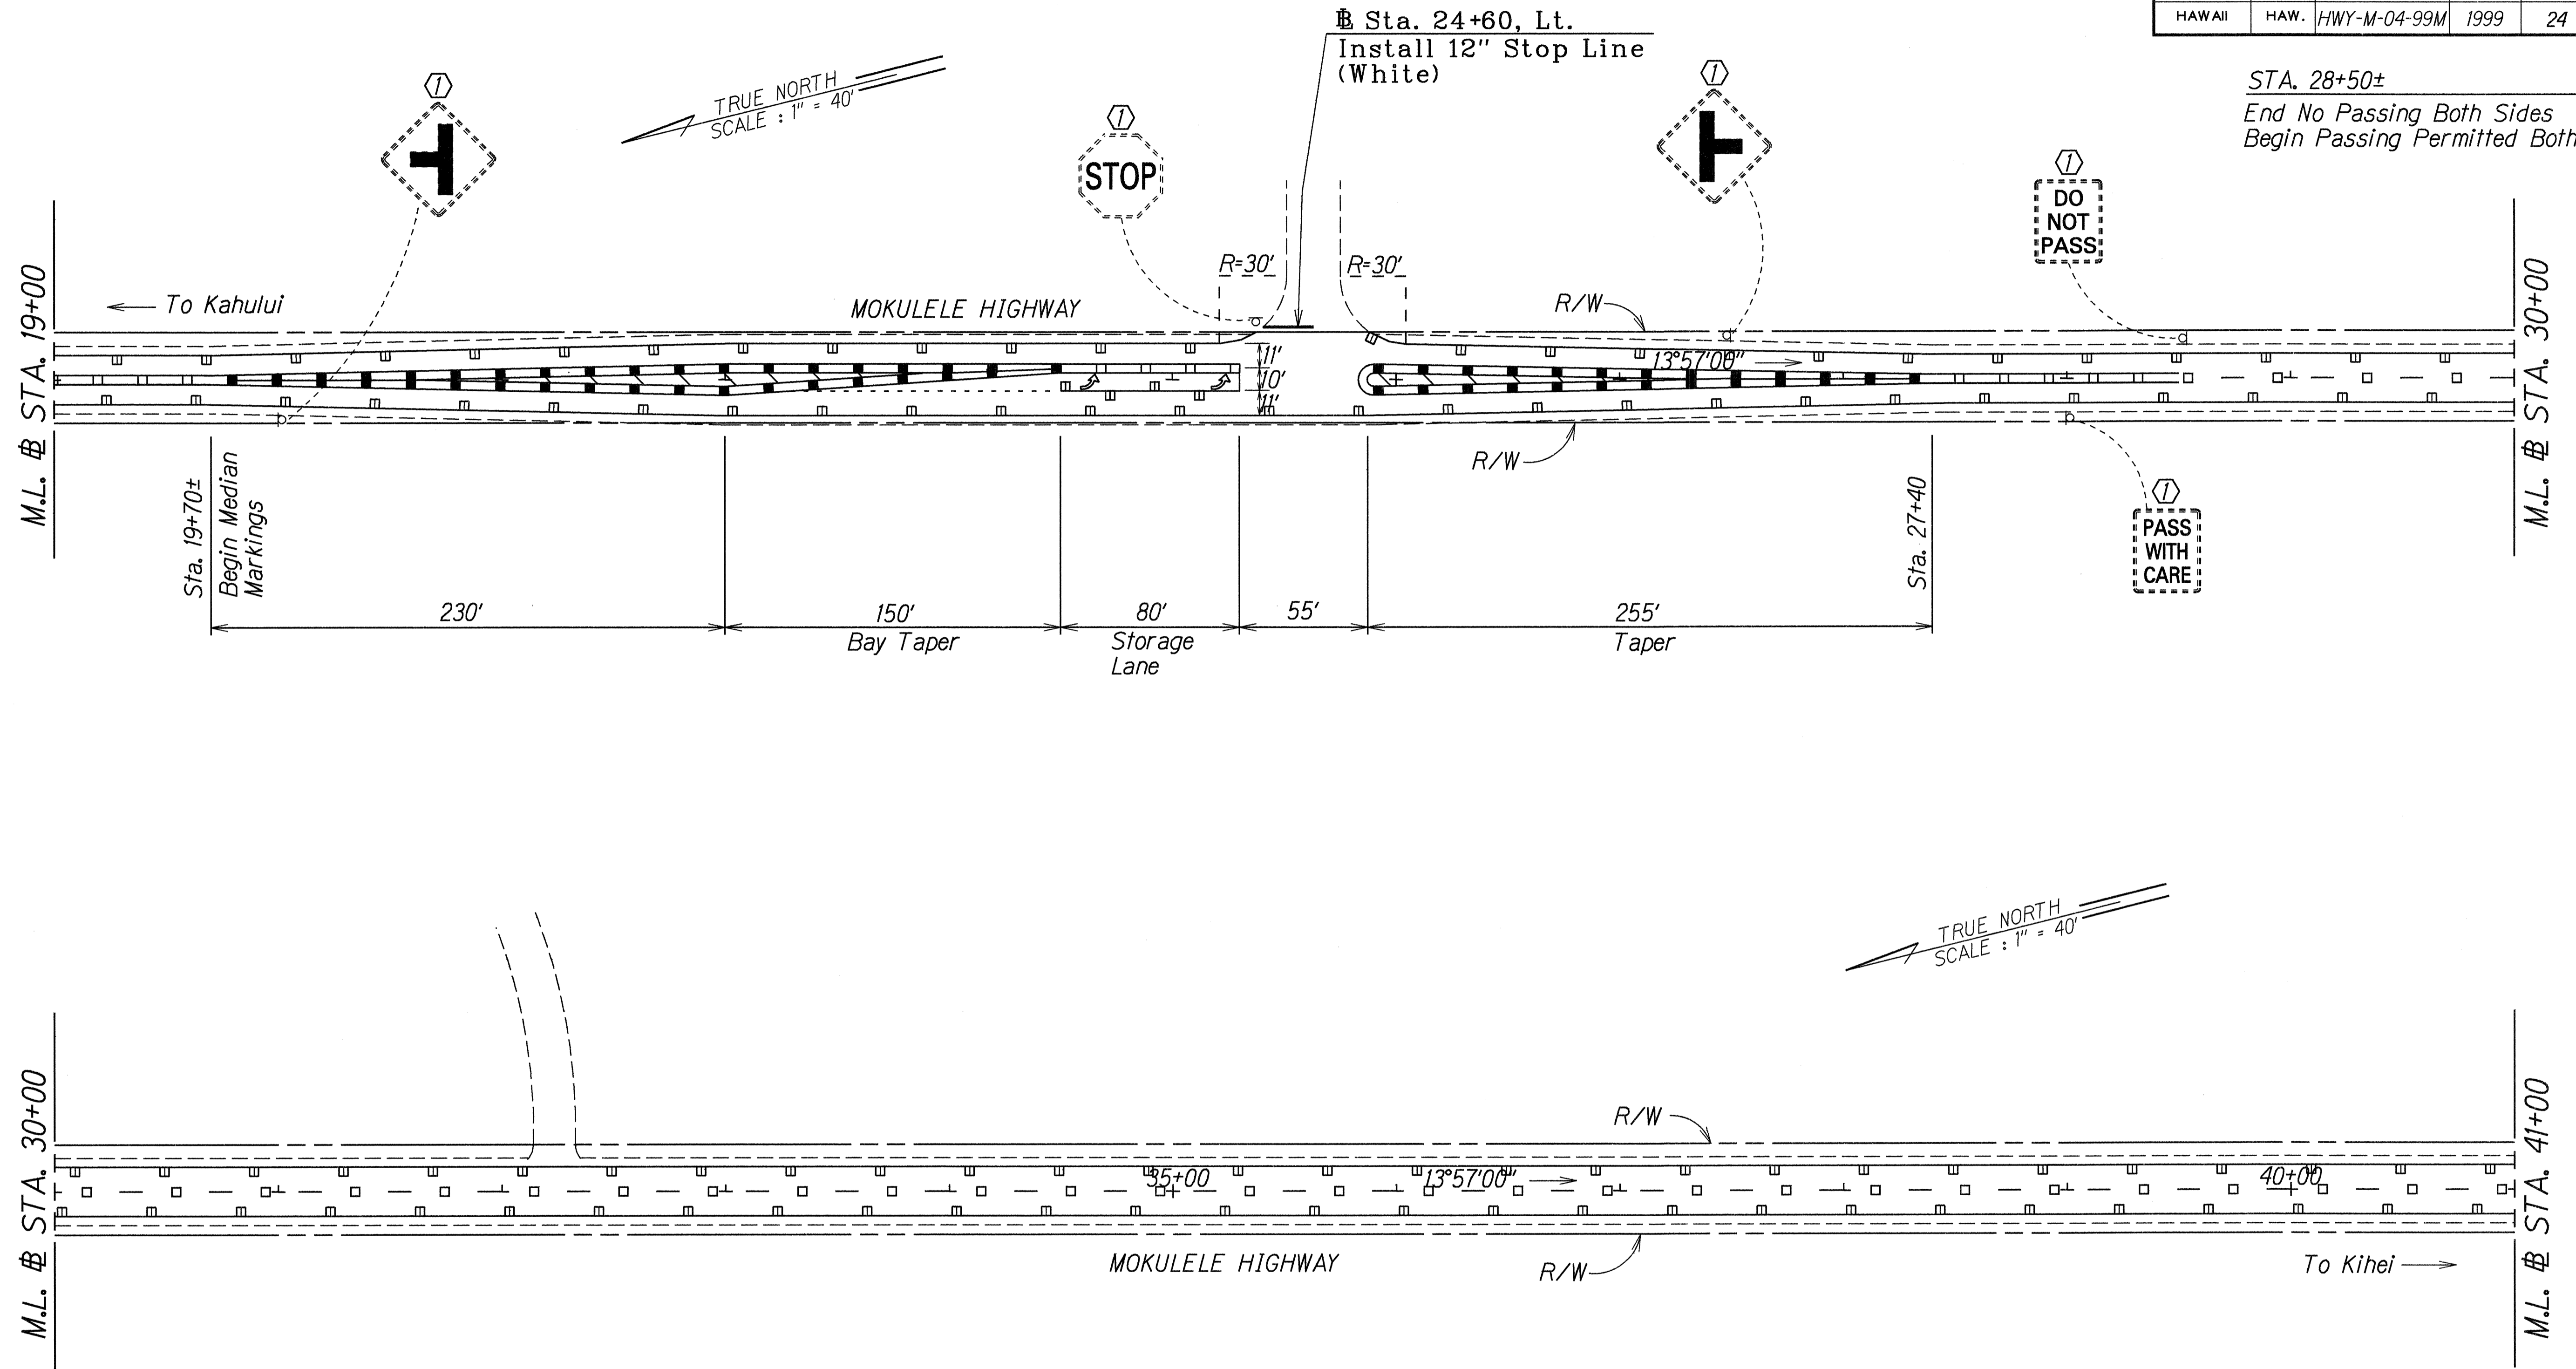 HAWAII HAW. HWY-M-04-99M 1999 24
Sta. 24+60, Lt.
Install 12" Stop Line
(White)
STA. 28+50±
End No Passing Both Sides
Begin Passing Permitted Both
TRUE NORTH
SCALE : 1" = 40'
1
1
STOP
1
1
DO
NOT
PASS
R=30'
R=30'
To Kahului
MOKULELE HIGHWAY
R/W
M.L. ⅊ STA. 19+00
M.L. ⅊ STA. 30+00
11'
10'
11'
13°57'00"
R/W
Sta. 19+70±
Begin Median
Markings
Sta. 27+40
1
PASS
WITH
CARE
230'
150'
80'
55'
255'
Bay Taper
Storage
Lane
Taper
TRUE NORTH
SCALE : 1" = 40'
M.L. ⅊ STA. 30+00
M.L. ⅊ STA. 41+00
R/W
35+00
13°57'00"
40+00
MOKULELE HIGHWAY
R/W
To Kihei